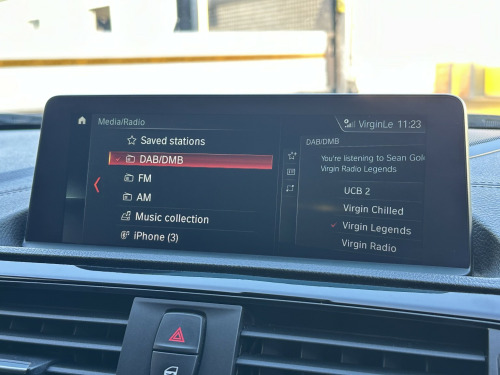 Media/Radio
VirginLe 11:23
Saved stations
DAB/DMB
FM
AM
Music collection
iPhone (3)
DAB/DMB
You're listening to Sean Gol
Virgin Radio Legends
UCB 2
Virgin Chilled
Virgin Legends
Virgin Radio